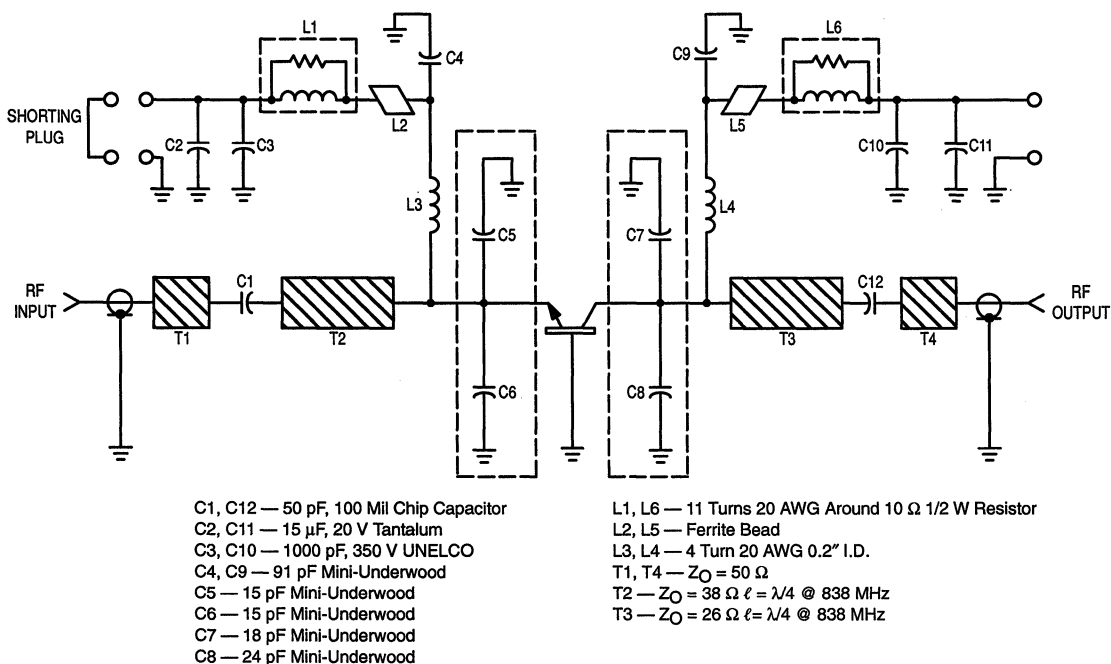 L1
C4
C9
L6
SHORTING
PLUG
C2
C3
L2
L5
C10
C11
L3
L4
C5
C7
RF
INPUT
T1
C1
T2
T3
C12
T4
RF
OUTPUT
C6
C8
C1, C12 — 50 pF, 100 Mil Chip Capacitor
C2, C11 — 15 µF, 20 V Tantalum
C3, C10 — 1000 pF, 350 V UNELCO
C4, C9 — 91 pF Mini-Underwood
C5 — 15 pF Mini-Underwood
C6 — 15 pF Mini-Underwood
C7 — 18 pF Mini-Underwood
C8 — 24 pF Mini-Underwood
L1, L6 — 11 Turns 20 AWG Around 10 Ω 1/2 W Resistor
L2, L5 — Ferrite Bead
L3, L4 — 4 Turn 20 AWG 0.2″ I.D.
T1, T4 — ZO = 50 Ω
T2 — ZO = 38 Ω ℓ = λ/4 @ 838 MHz
T3 — ZO = 26 Ω ℓ = λ/4 @ 838 MHz